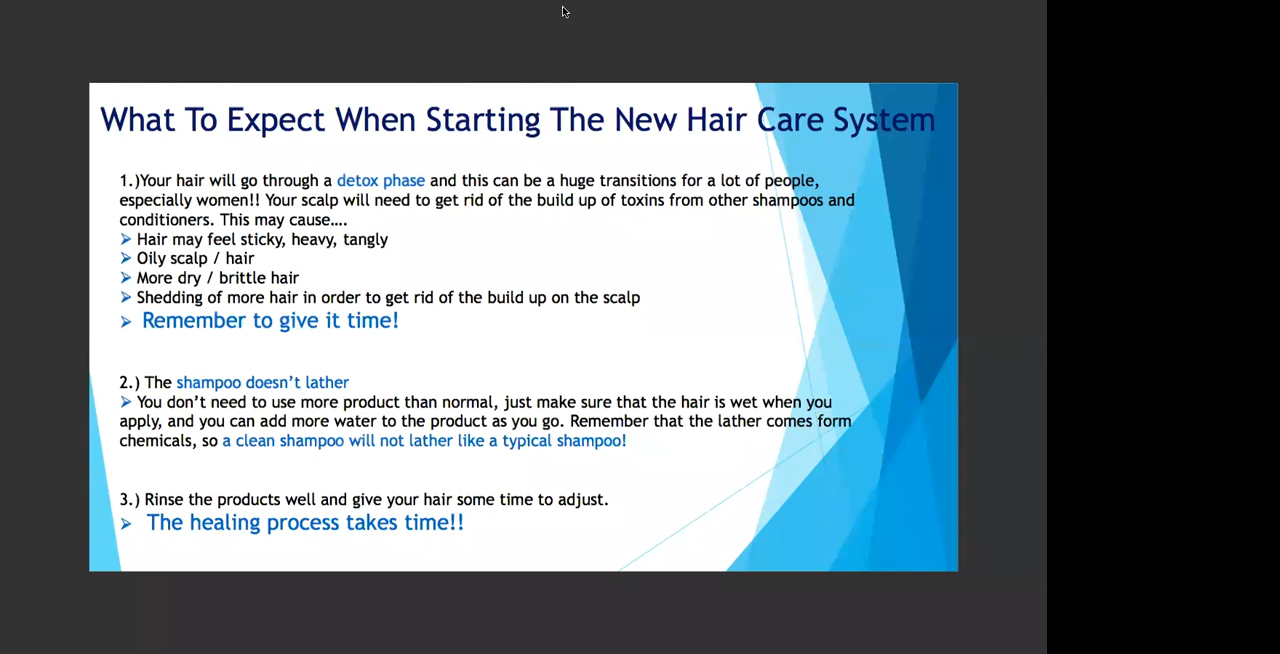 What To Expect When Starting The New Hair Care System
1.)Your hair will go through a detox phase and this can be a huge transitions for a lot of people,
especially women!! Your scalp will need to get rid of the build up of toxins from other shampoos and
conditioners. This may cause....
➢ Hair may feel sticky, heavy, tangly
➢ Oily scalp / hair
➢ More dry / brittle hair
➢ Shedding of more hair in order to get rid of the build up on the scalp
➢ Remember to give it time!
2.) The shampoo doesn't lather
➢ You don't need to use more product than normal, just make sure that the hair is wet when you
apply, and you can add more water to the product as you go. Remember that the lather comes form
chemicals, so a clean shampoo will not lather like a typical shampoo!
3.) Rinse the products well and give your hair some time to adjust.
➢ The healing process takes time!!